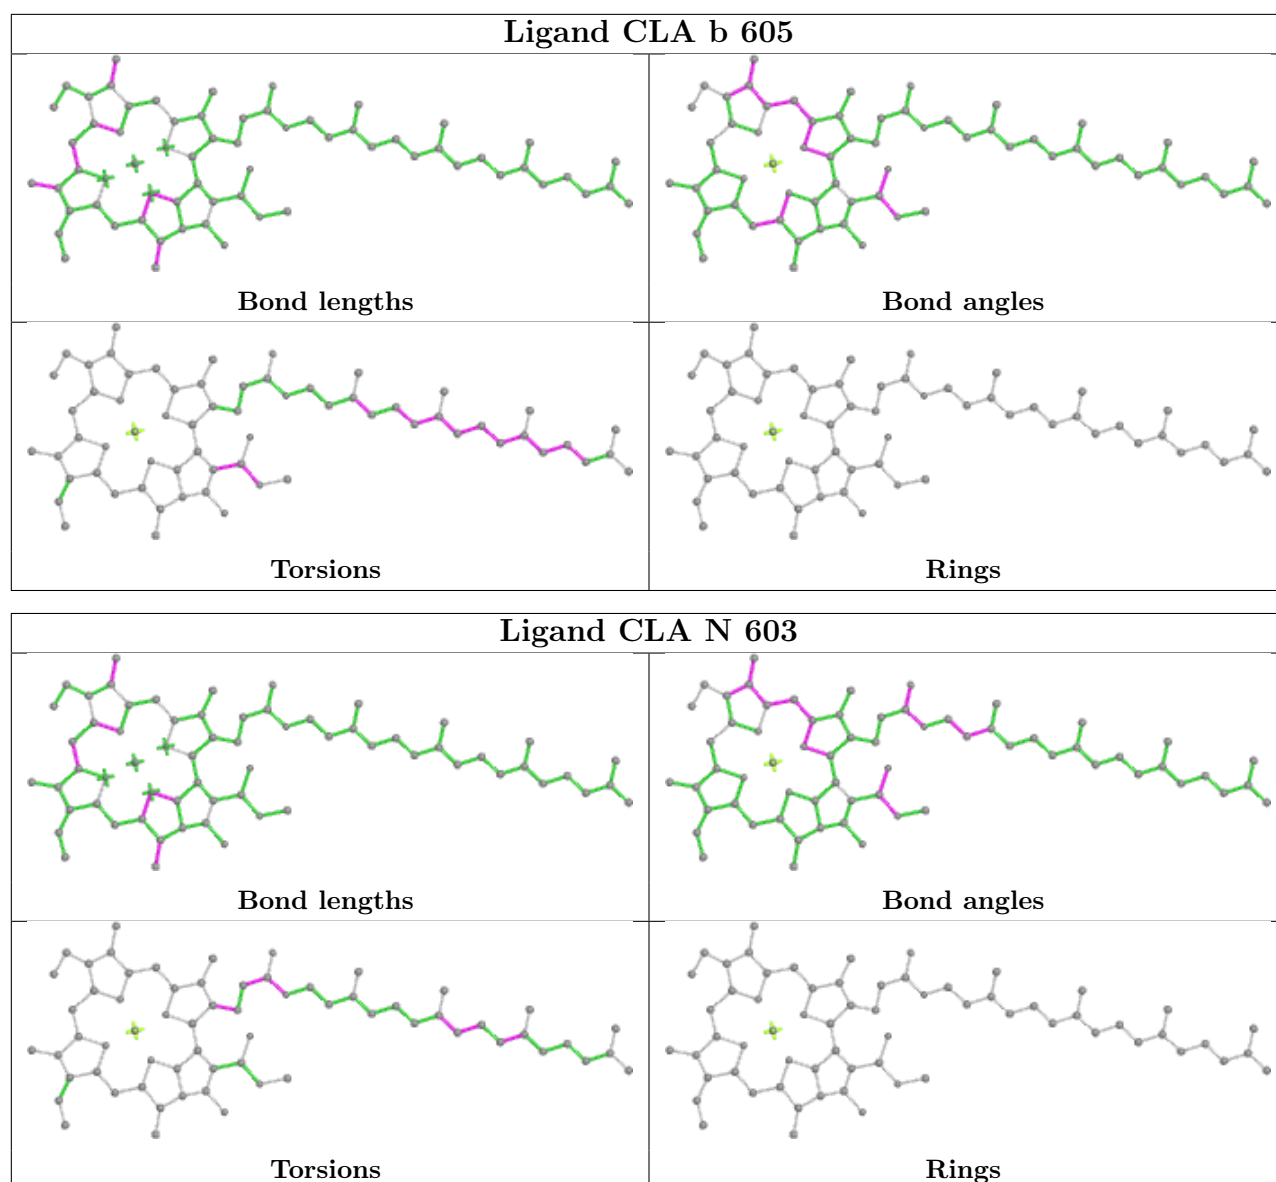 Ligand CLA b 605
Bond lengths
Bond angles
Torsions
Rings
Ligand CLA N 603
Bond lengths
Bond angles
Torsions
Rings